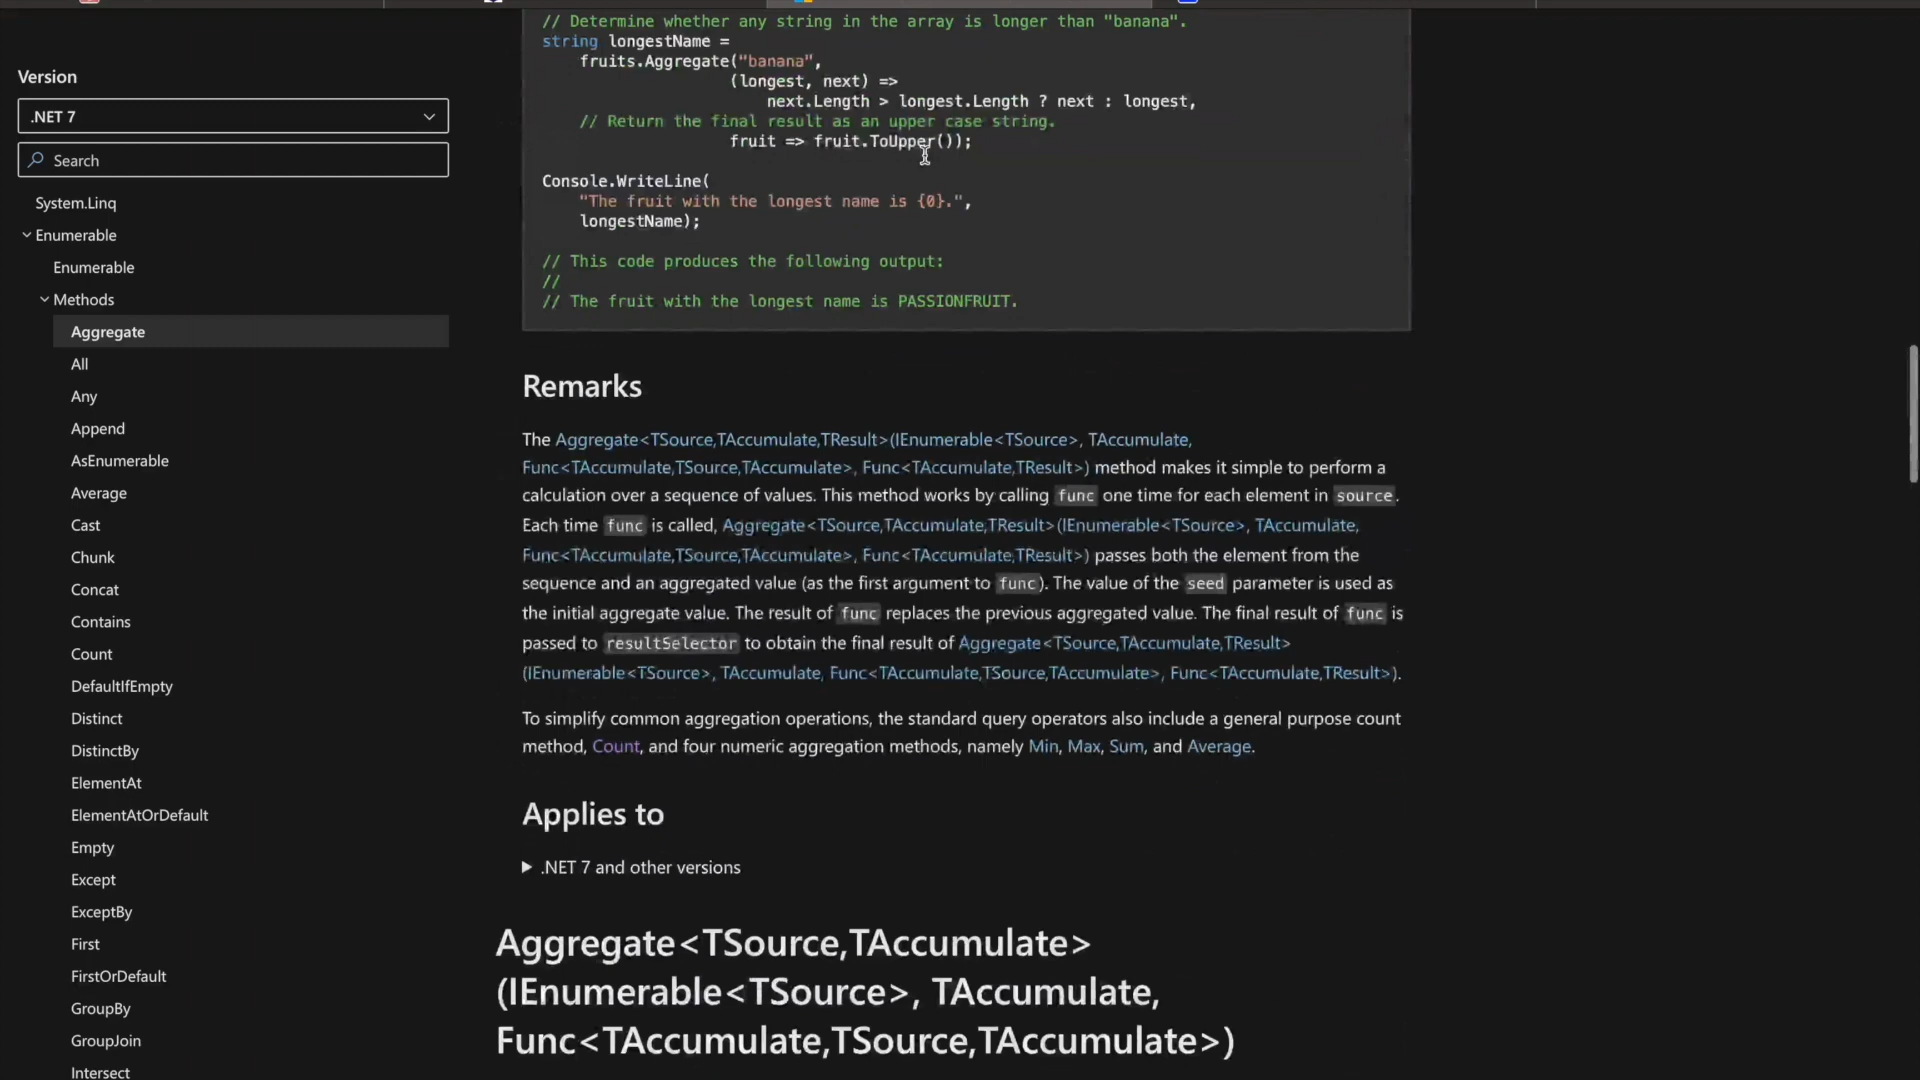 Version
.NET 7
Search
System.Linq
Enumerable
Enumerable
Methods
Aggregate
All
Any
Append
AsEnumerable
Average
Cast
Chunk
Concat
Contains
Count
DefaultIfEmpty
Distinct
DistinctBy
ElementAt
ElementAtOrDefault
Empty
Except
ExceptBy
First
FirstOrDefault
GroupBy
GroupJoin
Intersect
// Determine whether any string in the array is longer than "banana".
string longestName =
fruits.Aggregate("banana",
(longest, next) =>
next.Length > longest.Length ? next : longest,
// Return the final result as an upper case string.
fruit => fruit.ToUpper());
Console.WriteLine(
"The fruit with the longest name is {0}.",
longestName);
// This code produces the following output:
//
// The fruit with the longest name is PASSIONFRUIT.
Remarks
The Aggregate<TSource,TAccumulate,TResult>(IEnumerable<TSource>, TAccumulate,
Func<TAccumulate,TSource,TAccumulate>, Func<TAccumulate,TResult>) method makes it simple to perform a
calculation over a sequence of values. This method works by calling func one time for each element in source.
Each time func is called, Aggregate<TSource,TAccumulate,TResult>(IEnumerable<TSource>, TAccumulate,
Func<TAccumulate,TSource,TAccumulate>, Func<TAccumulate,TResult>) passes both the element from the
sequence and an aggregated value (as the first argument to func). The value of the seed parameter is used as
the initial aggregate value. The result of func replaces the previous aggregated value. The final result of func is
passed to resultSelector to obtain the final result of Aggregate<TSource,TAccumulate,TResult>
(IEnumerable<TSource>, TAccumulate, Func<TAccumulate,TSource,TAccumulate>, Func<TAccumulate,TResult>).
To simplify common aggregation operations, the standard query operators also include a general purpose count
method, Count, and four numeric aggregation methods, namely Min, Max, Sum, and Average.
Applies to
.NET 7 and other versions
Aggregate<TSource,TAccumulate>
(IEnumerable<TSource>, TAccumulate,
Func<TAccumulate,TSource,TAccumulate>)